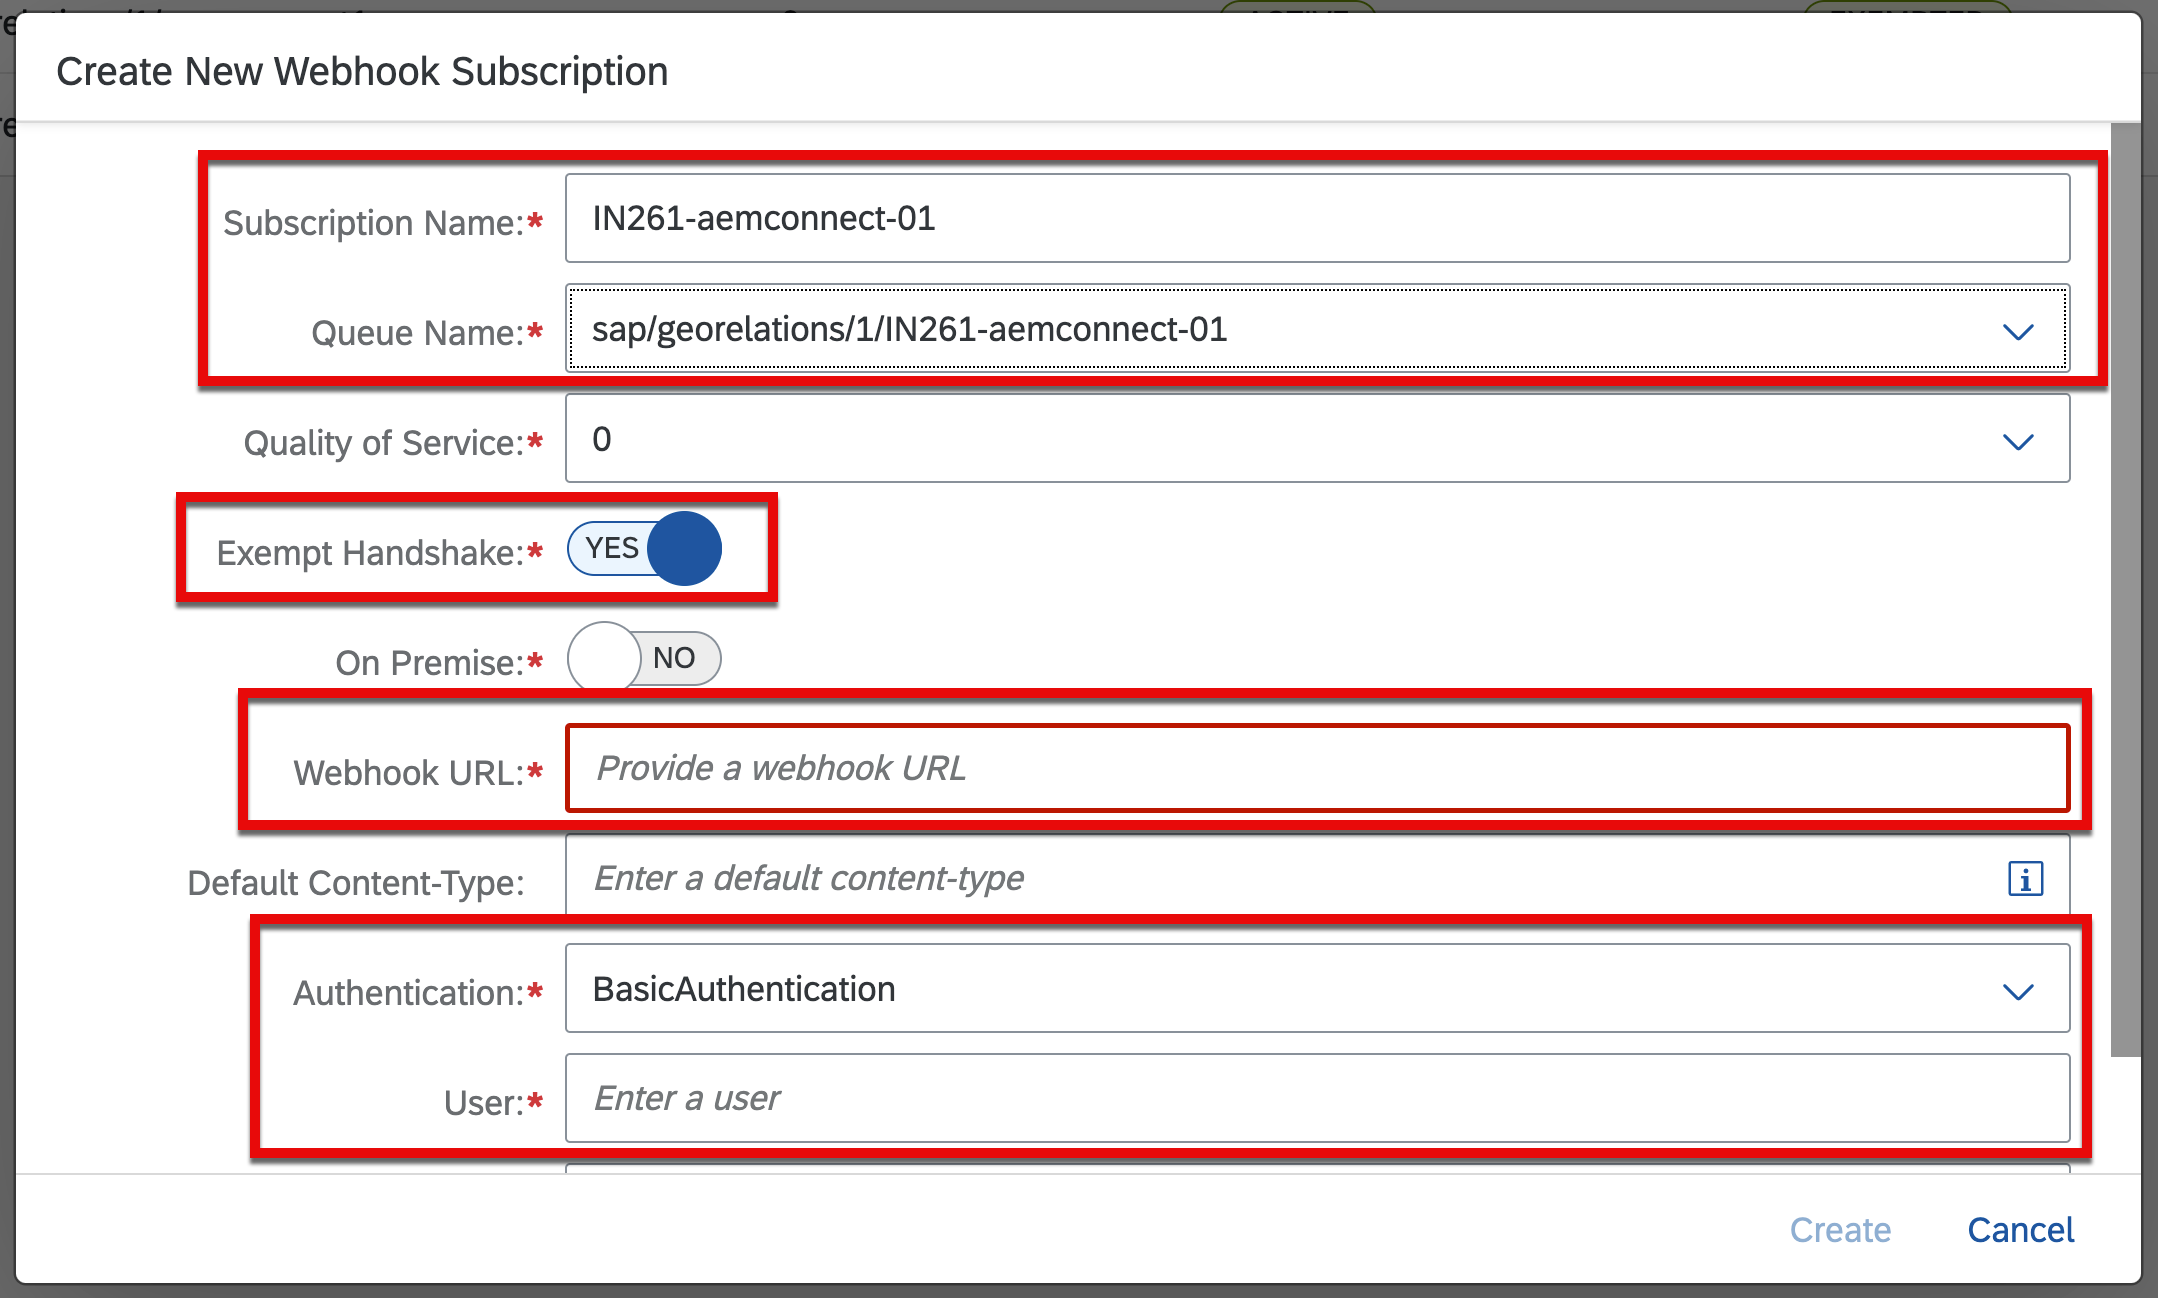 Create New Webhook Subscription
Subscription Name:* IN261-aemconnect-01
Queue Name:* sap/georelations/1/IN261-aemconnect-01
Quality of Service:* 0
Exempt Handshake:* YES
On Premise:* NO
Webhook URL:* Provide a webhook URL
Default Content-Type: Enter a default content-type
Authentication:* BasicAuthentication
User:* Enter a user
Create Cancel